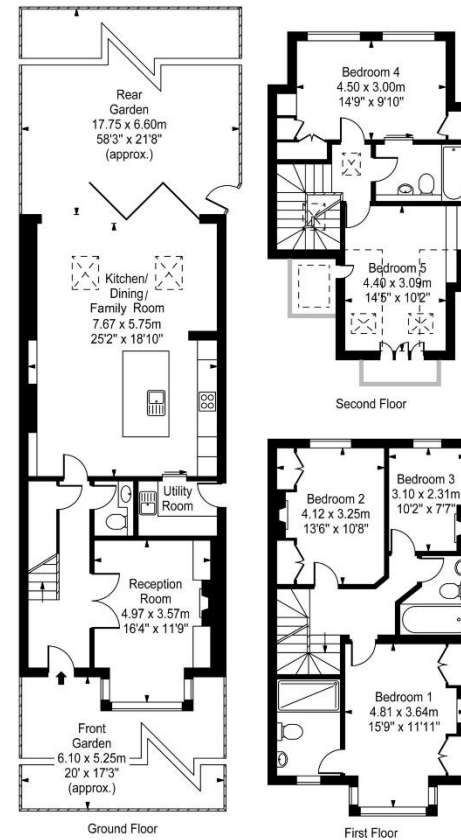 Rear
Garden
17.75 x 6.60m
58'3" x 21'8"
(approx.)
Kitchen/
Dining/
Family Room
7.67 x 5.75m
25'2" x 18'10"
Utility
Room
Reception
Room
4.97 x 3.57m
16'4" x 11'9"
Front
Garden
6.10 x 5.25m
20' x 17'3"
(approx.)
Ground Floor
Bedroom 4
4.50 x 3.00m
14'9" x 9'10"
Bedroom 5
4.40 x 3.09m
14'5" x 10'2"
Second Floor
Bedroom 2
4.12 x 3.25m
13'6" x 10'8"
Bedroom 3
3.10 x 2.31m
10'2" x 7'7"
Bedroom 1
4.81 x 3.64m
15'9" x 11'11"
First Floor